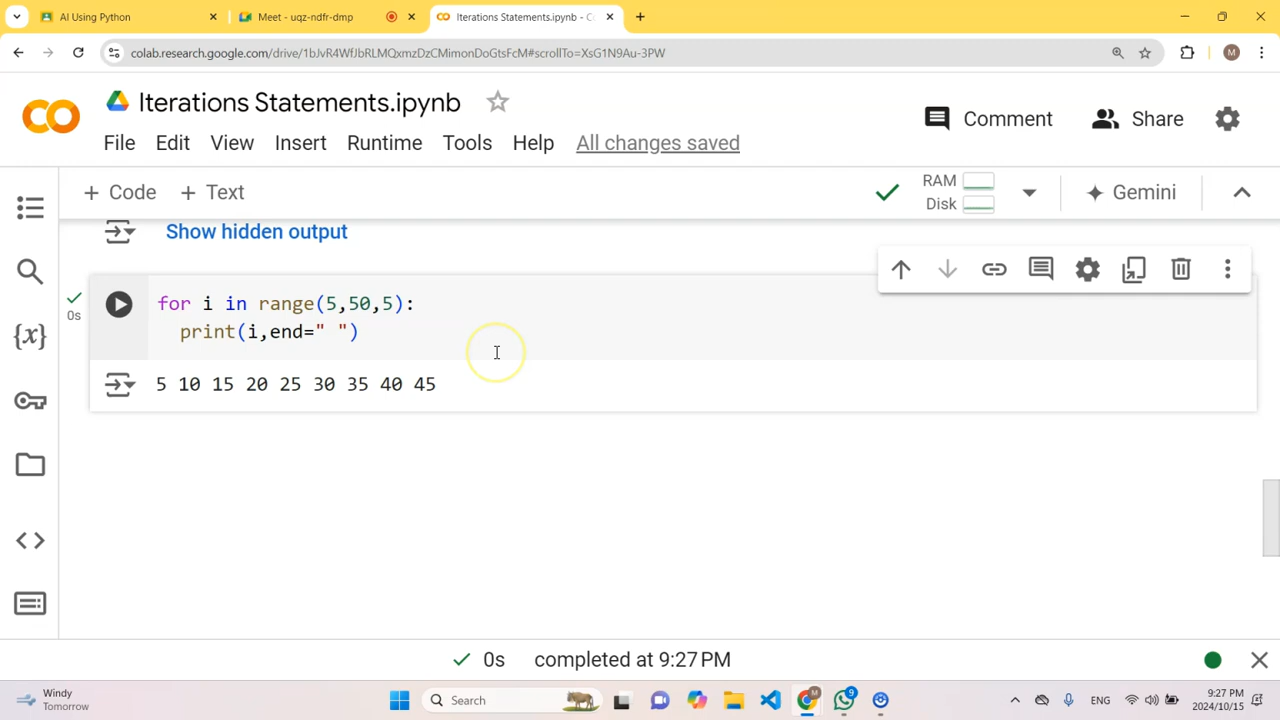 AI Using Python
Meet - uqz-ndfr-dmp
Iterations Statements.ipynb - C
colab.research.google.com/drive/1bJvR4WfJbRLMQxmzDzCMimonDoGtsFcM#scrollTo=XsG1N9Au-3PW
M
CO
Iterations Statements.ipynb
Comment
Share
File Edit View Insert Runtime Tools Help All changes saved
+ Code + Text
RAM
Disk
Gemini
Show hidden output
0s
for i in range(5,50,5):
print(i,end=" ")
5 10 15 20 25 30 35 40 45
{x}
0s completed at 9:27 PM
Windy
Tomorrow
Search
M
9
ENG
9:27 PM
2024/10/15